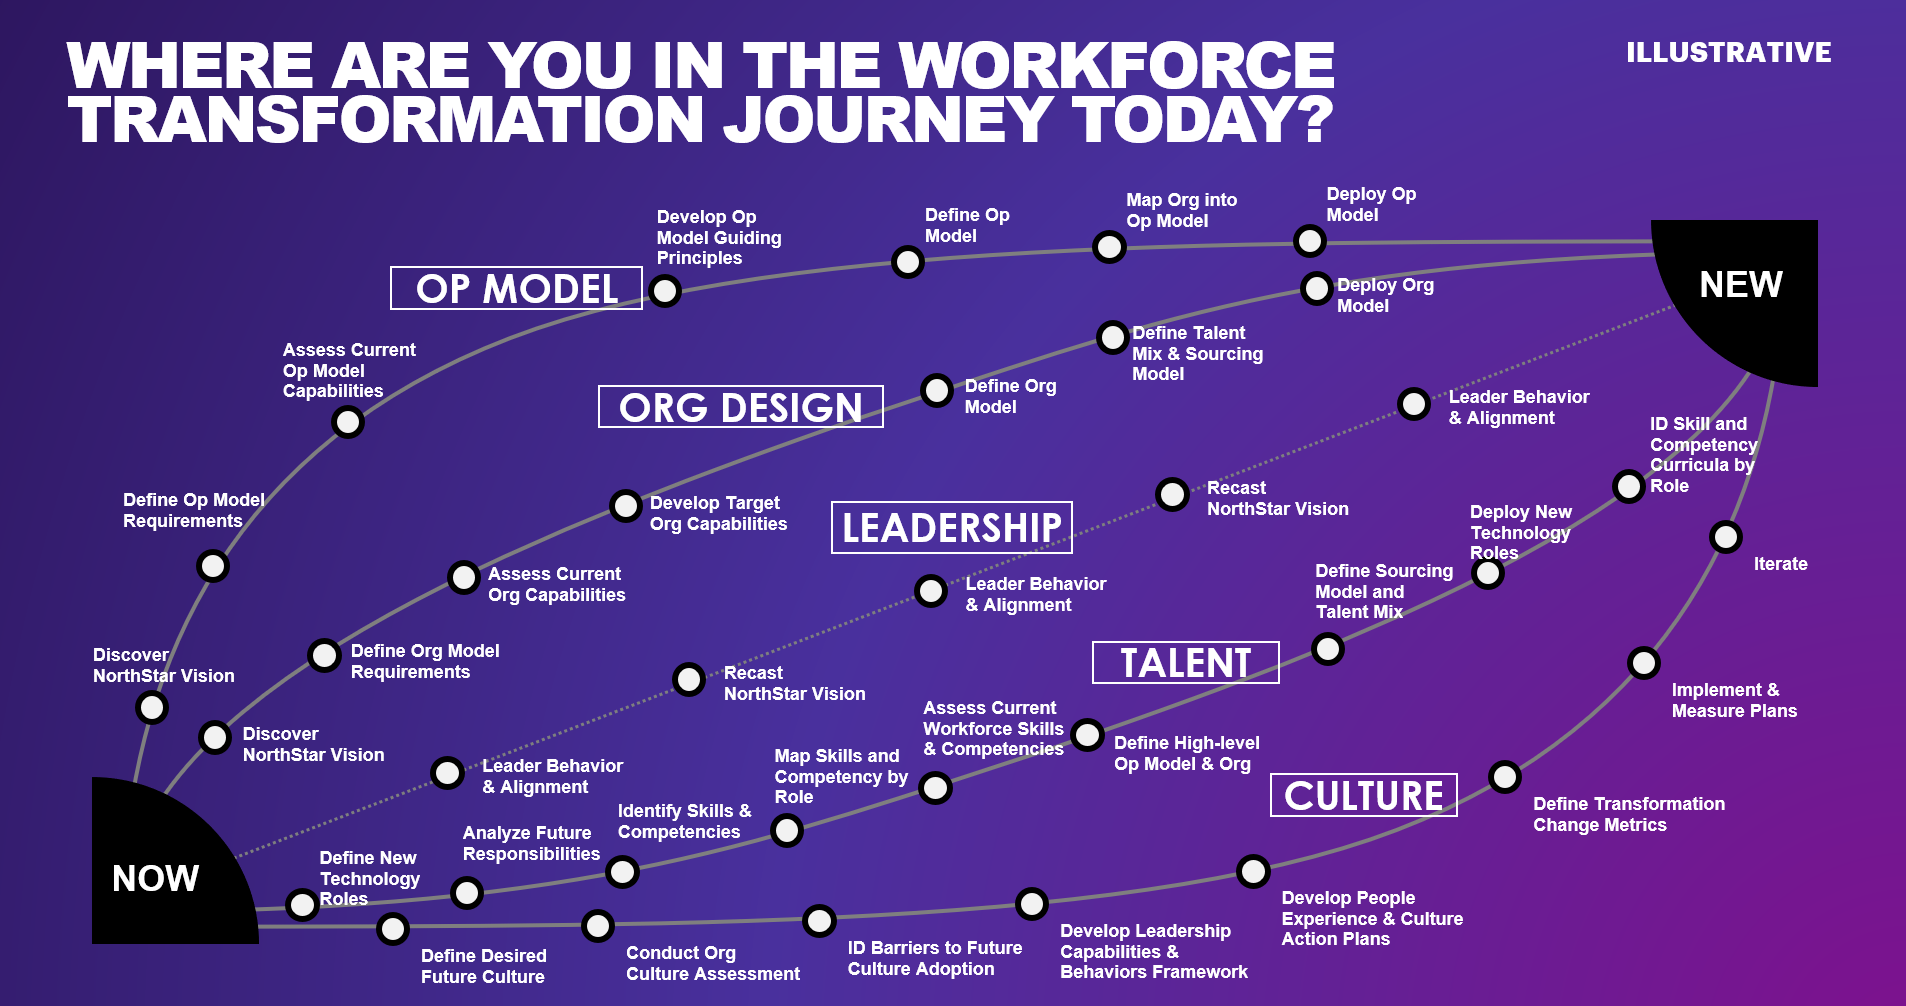 WHERE ARE YOU IN THE WORKFORCE
TRANSFORMATION JOURNEY TODAY?
ILLUSTRATIVE
OP MODEL
Discover
NorthStar Vision
Define Op Model
Requirements
Assess Current
Op Model
Capabilities
Develop Op
Model Guiding
Principles
Define Op
Model
Map Org into
Op Model
Deploy Op
Model
NEW
ORG DESIGN
Discover
NorthStar Vision
Define Org Model
Requirements
Assess Current
Org Capabilities
Develop Target
Org Capabilities
Define Org
Model
Define Talent
Mix & Sourcing
Model
Deploy Org
Model
LEADERSHIP
Leader Behavior
& Alignment
Recast
NorthStar Vision
Leader Behavior
& Alignment
Recast
NorthStar Vision
Leader Behavior
& Alignment
TALENT
Define New
Technology
Roles
Analyze Future
Responsibilities
Identify Skills &
Competencies
Map Skills and
Competency by
Role
Assess Current
Workforce Skills
& Competencies
Define High-level
Op Model & Org
Define Sourcing
Model and
Talent Mix
Deploy New
Technology
Roles
ID Skill and
Competency
Curricula by
Role
CULTURE
Define Desired
Future Culture
Conduct Org
Culture Assessment
ID Barriers to Future
Culture Adoption
Develop Leadership
Capabilities &
Behaviors Framework
Develop People
Experience & Culture
Action Plans
Define Transformation
Change Metrics
Implement &
Measure Plans
Iterate
NOW